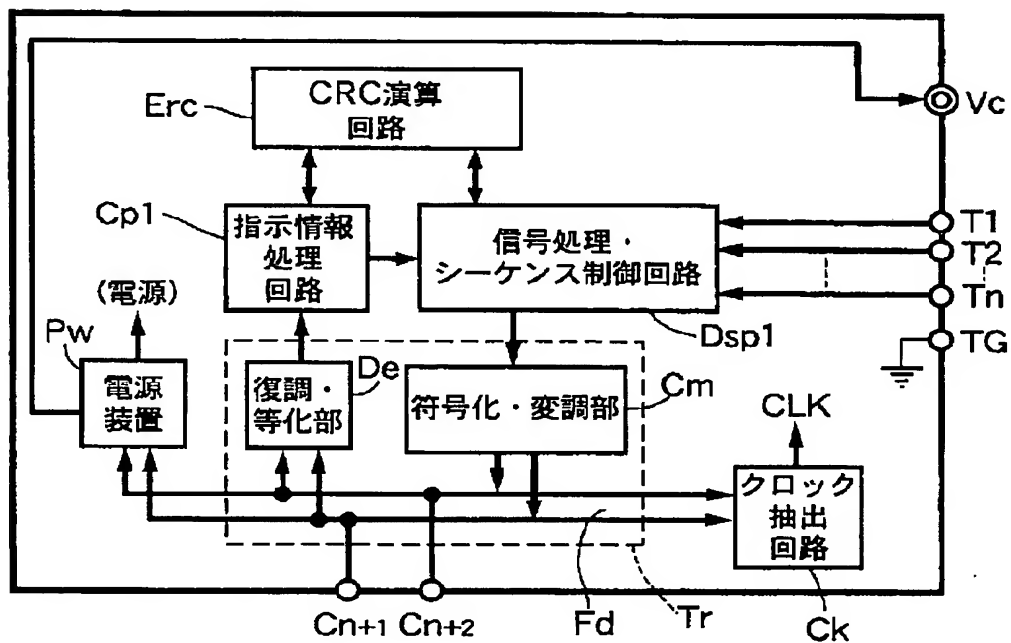 CRC演算
回路
Erc
Vc
Cp1
指示情報
処理
回路
信号処理・
シーケンス制御回路
T1
T2
Tn
TG
Dsp1
(電源)
Pw
電源
装置
De
復調・
等化部
符号化・変調部
Cm
CLK
クロック
抽出
回路
Cn+1
Cn+2
Fd
Tr
Ck